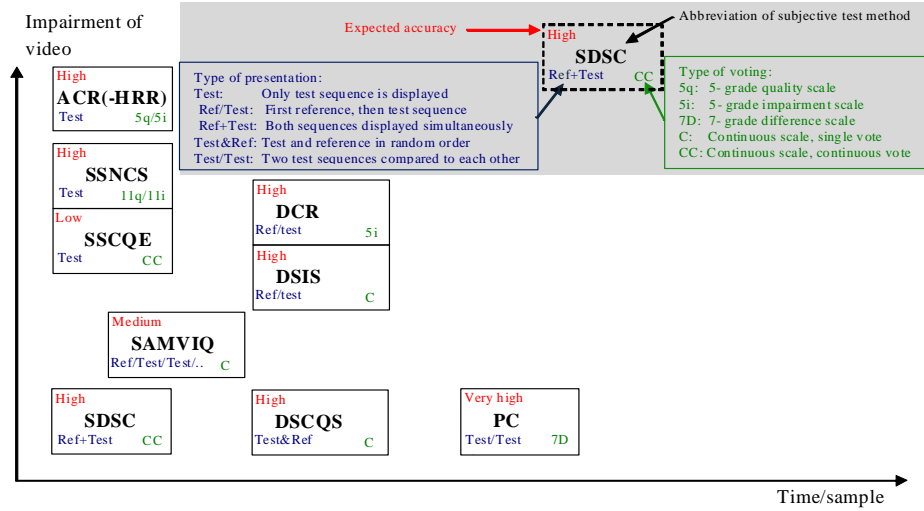 Impairment of
video
Expected accuracy
Abbreviation of subjective test method
High
SDSC
Ref+Test CC
Type of presentation:
Test: Only test sequence is displayed
Ref/Test: First reference, then test sequence
Ref+Test: Both sequences displayed simultaneously
Test&Ref: Test and reference in random order
Test/Test: Two test sequences compared to each other
Type of voting:
5q: 5- grade quality scale
5i: 5- grade impairment scale
7D: 7- grade difference scale
C: Continuous scale, single vote
CC: Continuous scale, continuous vote
High
ACR(-HRR)
Test 5q/5i
High
SSNCS
Test 11q/11i
Low
SSCQE
Test CC
High
DCR
Ref/test 5i
High
DSIS
Ref/test C
Medium
SAMVIQ
Ref/Test/Test/.. C
High
SDSC
Ref+Test CC
High
DSCQS
Test&Ref C
Very high
PC
Test/Test 7D
Time/sample